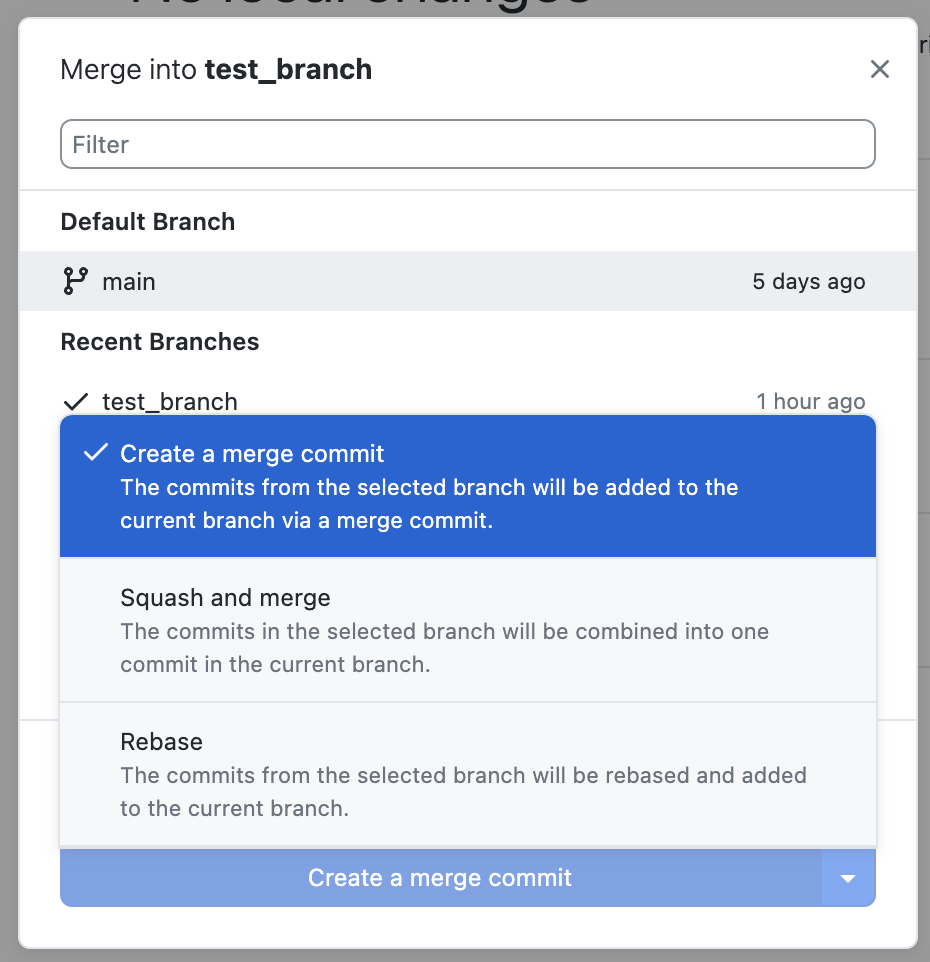 No local changes
Merge into test_branch
Filter
Default Branch
main 5 days ago
Recent Branches
test_branch 1 hour ago
Create a merge commit
The commits from the selected branch will be added to the
current branch via a merge commit.
Squash and merge
The commits in the selected branch will be combined into one
commit in the current branch.
Rebase
The commits from the selected branch will be rebased and added
to the current branch.
Create a merge commit